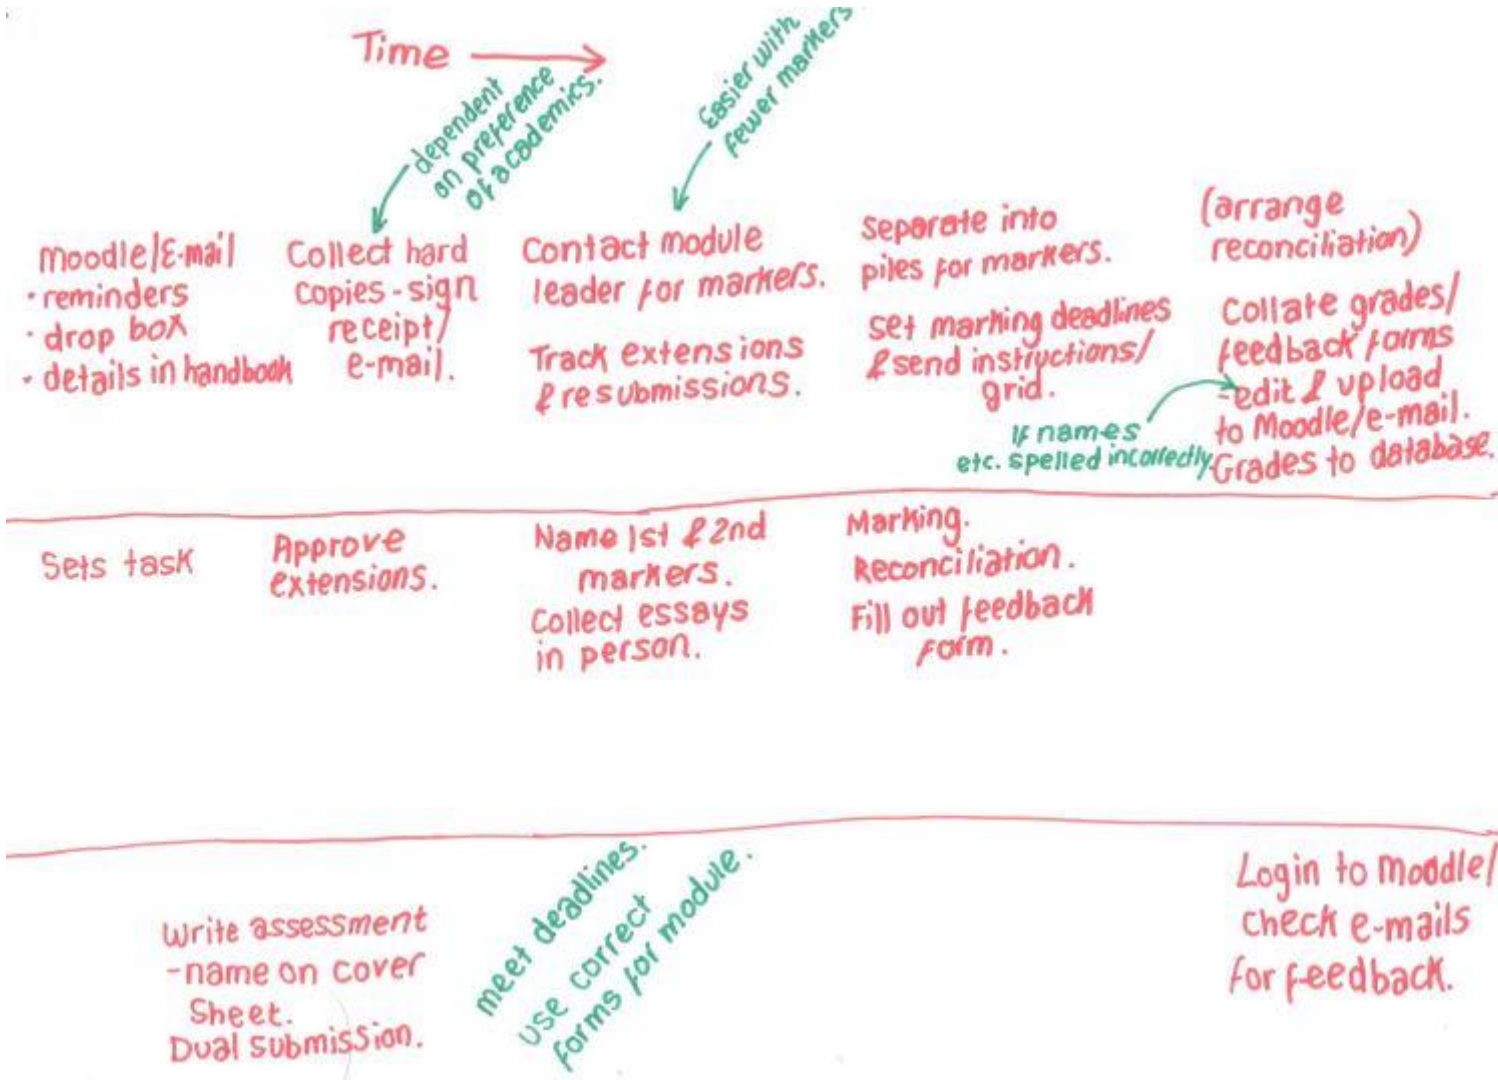 Time
dependent
on preference
of academics.
Easier with
fewer markers
Moodle/E-mail
· reminders
· drop box
· details in handbook
Collect hard
copies - sign
receipt/
e-mail.
Contact module
leader for markers.
Track extensions
& resubmissions.
Separate into
piles for markers.
Set marking deadlines
& send instructions/
grid.
(arrange
reconciliation)
Collate grades/
feedback forms
-edit & upload
to Moodle/e-mail.
Grades to database.
If names
etc. spelled incorrectly.
Sets task
Approve
extensions.
Name 1st & 2nd
markers.
Collect essays
in person.
Marking.
Reconciliation.
Fill out feedback
form.
Write assessment
-name on cover
Sheet.
Dual submission.
meet deadlines.
use correct
forms for module.
Login to Moodle/
check e-mails
for feedback.